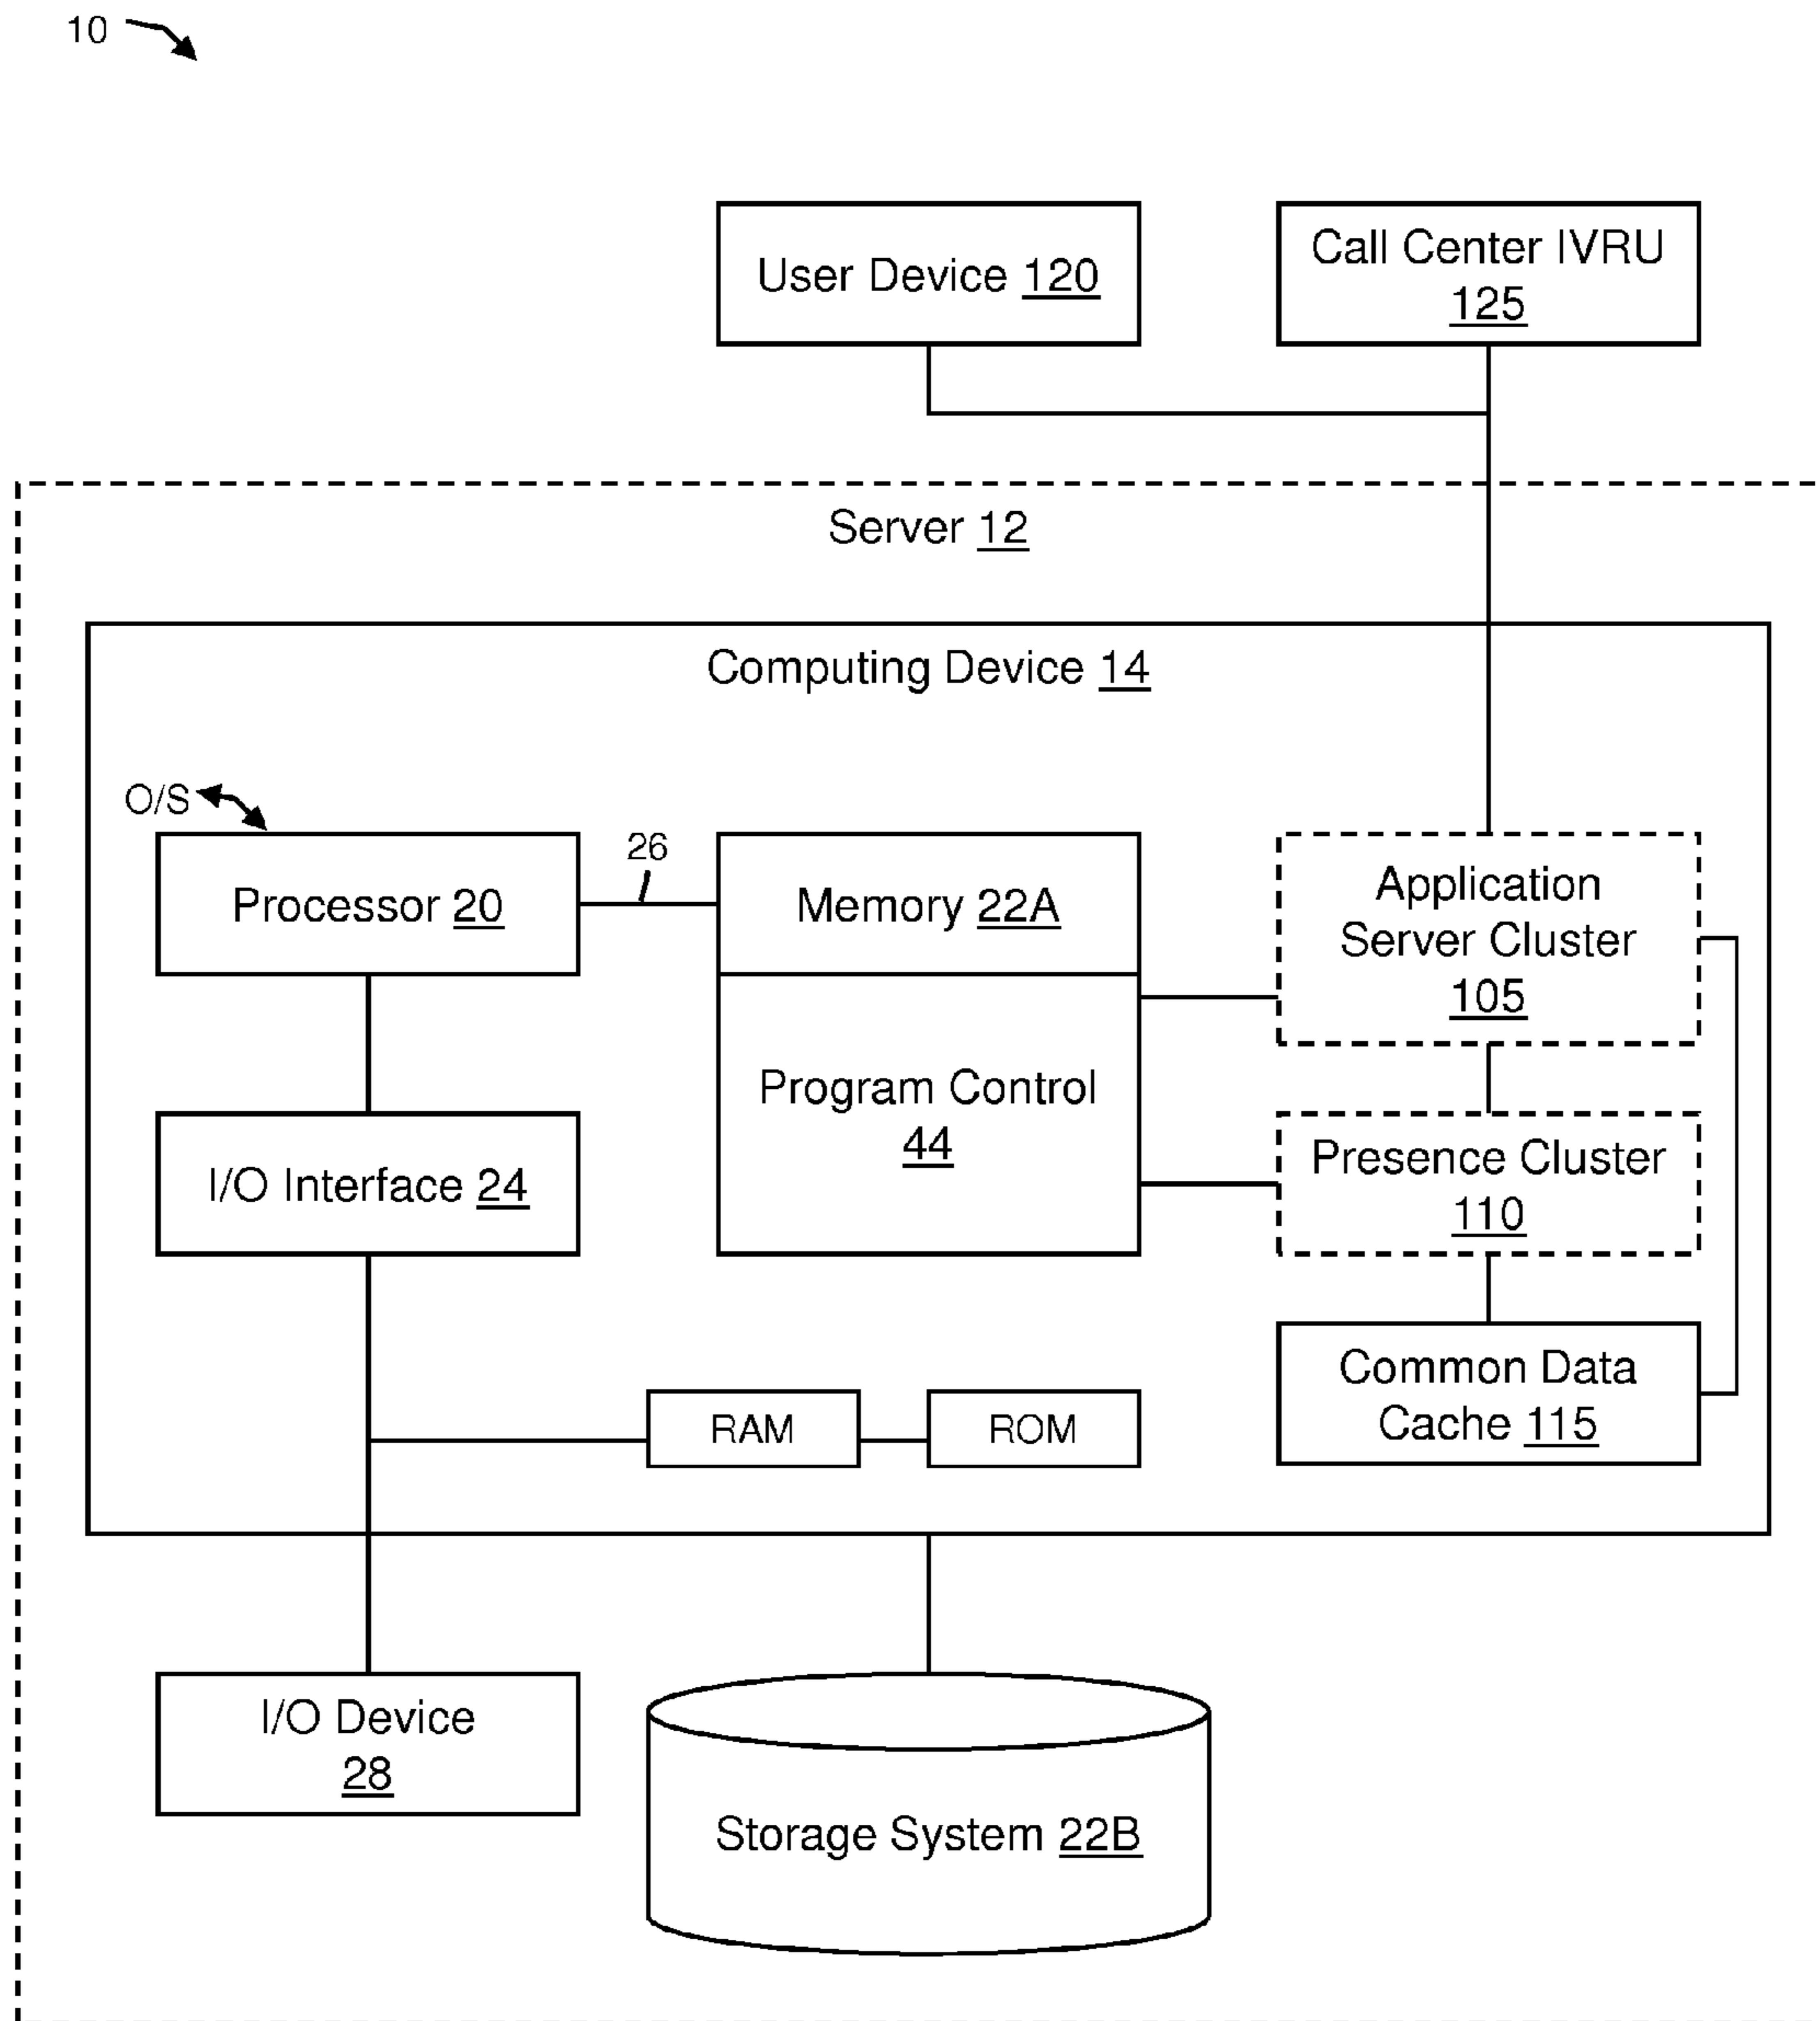 10
User Device 120
Call Center IVRU
125
Server 12
Computing Device 14
O/S
26
Processor 20
Memory 22A
Application
Server Cluster
105
Program Control
44
I/O Interface 24
Presence Cluster
110
Common Data
Cache 115
RAM
ROM
I/O Device
28
Storage System 22B